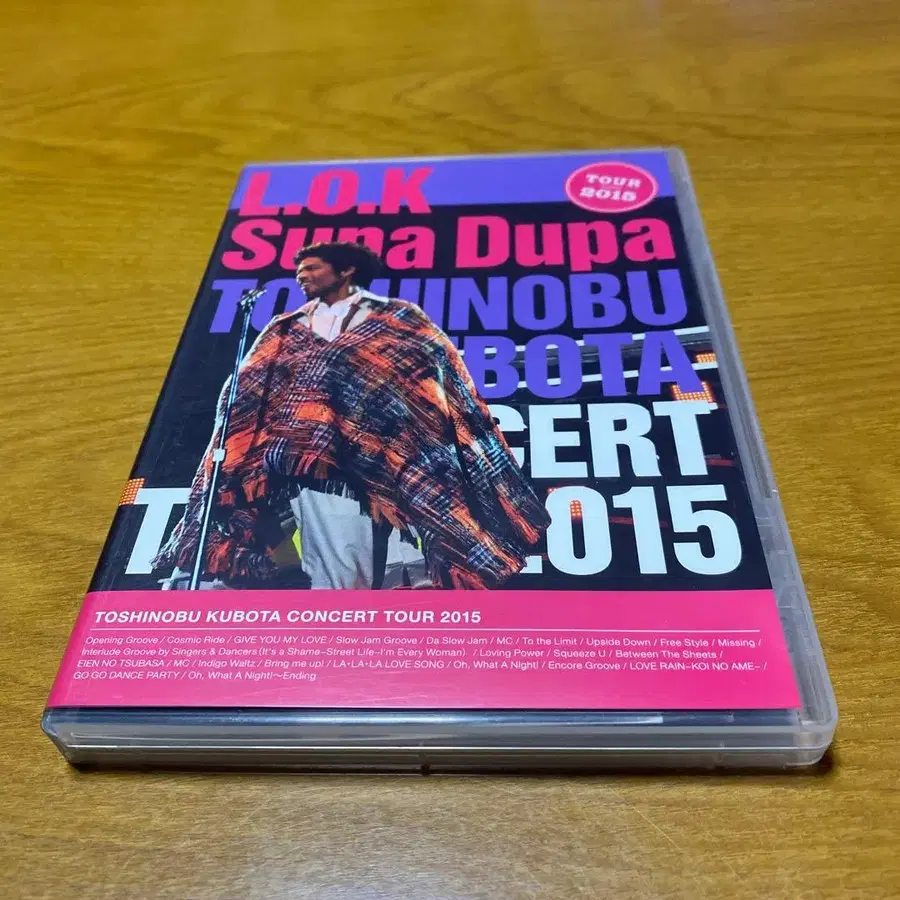 L.O.K
TOUR
2015
Supa Dupa
TOSHINOBU
KUBOTA
CONCERT
TOUR 2015
TOSHINOBU KUBOTA CONCERT TOUR 2015
Opening Groove / Cosmic Ride / GIVE YOU MY LOVE / Slow Jam Groove / Da Slow Jam / MC / To the Limit / Upside Down / Free Style / Missing /
Interlude Groove by Singers & Dancers(It's a Shame~Street Life~I'm Every Woman) / Loving Power / Squeeze U / Between The Sheets /
EIEN NO TSUBASA / MC / Indigo Waltz / Bring me up! / LA・LA・LA LOVE SONG / Oh, What A Night! / Encore Groove / LOVE RAIN~KOI NO AME~ /
GO GO DANCE PARTY / Oh, What A Night!~Ending